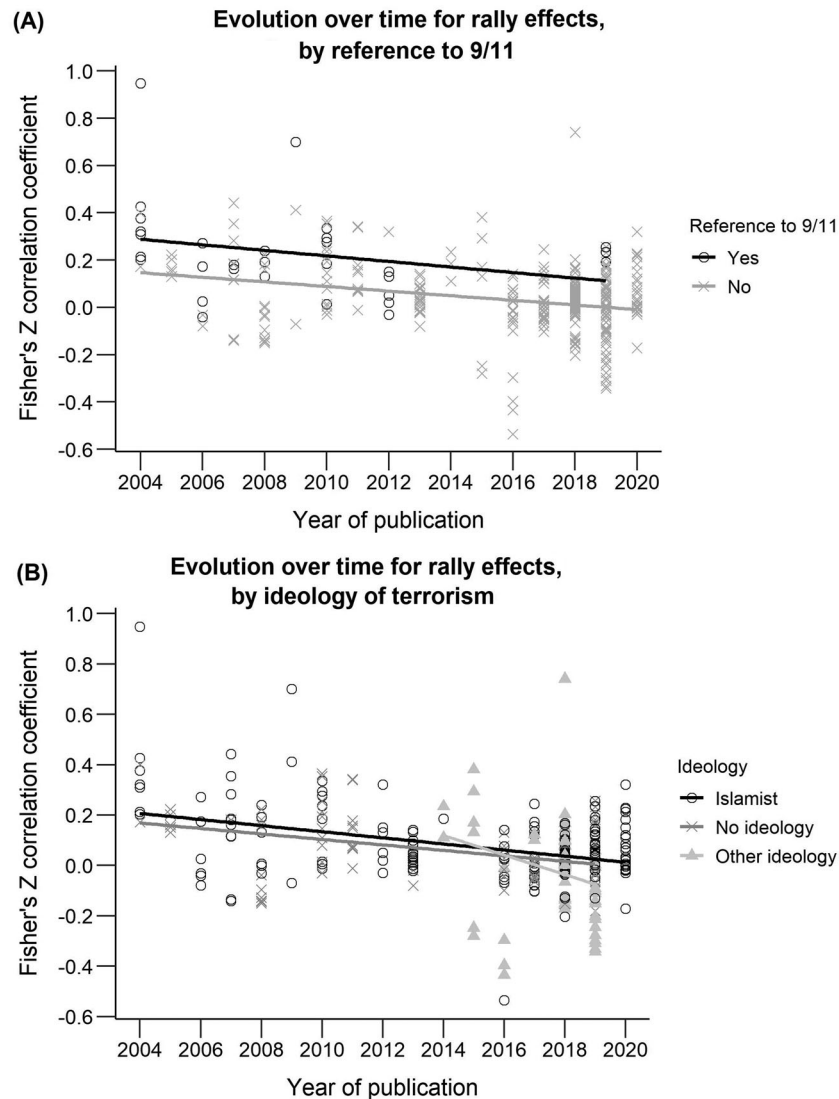 (A)
Evolution over time for rally effects,
by reference to 9/11
Fisher's Z correlation coefficient
1.0
0.8
0.6
0.4
0.2
0.0
-0.2
-0.4
-0.6
2004 2006 2008 2010 2012 2014 2016 2018 2020
Year of publication
Reference to 9/11
Yes
No
(B)
Evolution over time for rally effects,
by ideology of terrorism
Fisher's Z correlation coefficient
1.0
0.8
0.6
0.4
0.2
0.0
-0.2
-0.4
-0.6
2004 2006 2008 2010 2012 2014 2016 2018 2020
Year of publication
Ideology
Islamist
No ideology
Other ideology